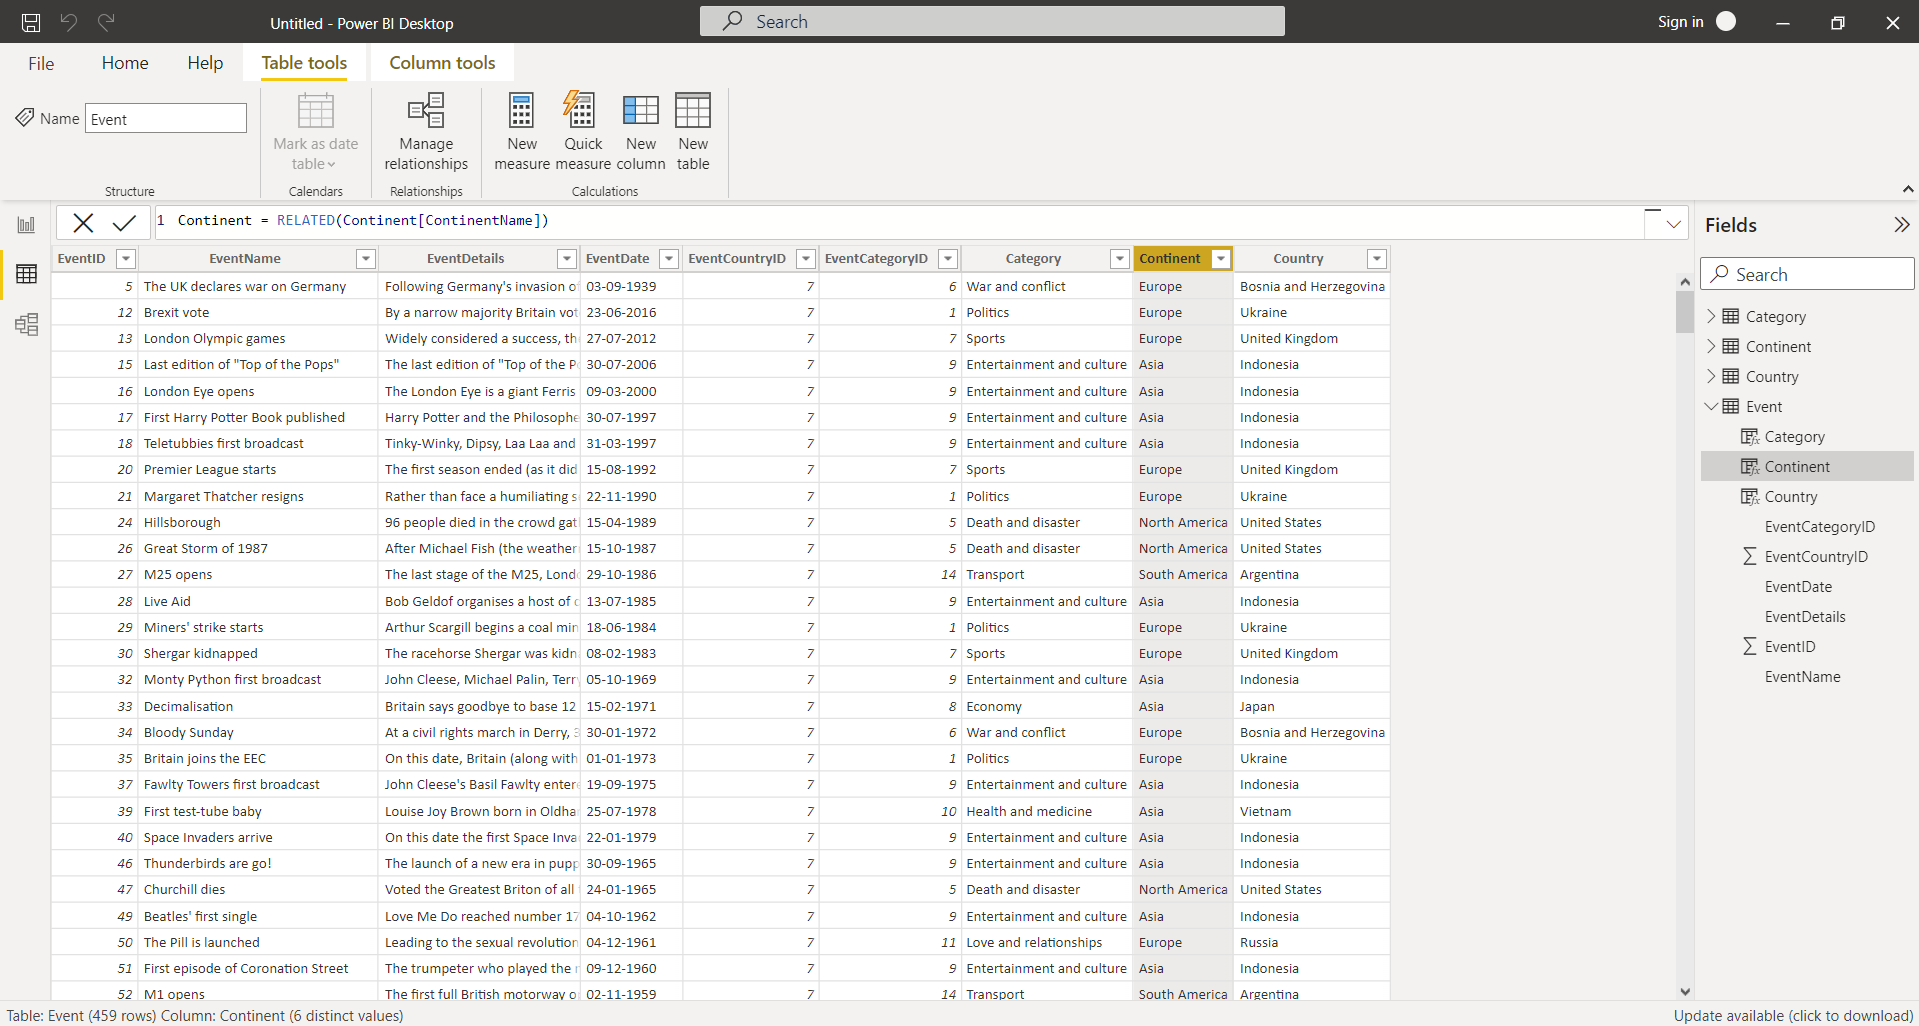 Untitled - Power BI Desktop
Search
Sign in
File Home Help Table tools Column tools
Name Event
Mark as date table
Manage relationships
New measure
Quick measure
New column
New table
Structure Calendars Relationships Calculations
1 Continent = RELATED(Continent[ContinentName])
EventID EventName EventDetails EventDate EventCountryID EventCategoryID Category Continent Country
5 The UK declares war on Germany Following Germany's invasion of 03-09-1939 7 6 War and conflict Europe Bosnia and Herzegovina
12 Brexit vote By a narrow majority Britain vot 23-06-2016 7 1 Politics Europe Ukraine
13 London Olympic games Widely considered a success, th 27-07-2012 7 7 Sports Europe United Kingdom
15 Last edition of "Top of the Pops" The last edition of "Top of the P 30-07-2006 7 9 Entertainment and culture Asia Indonesia
16 London Eye opens The London Eye is a giant Ferris 09-03-2000 7 9 Entertainment and culture Asia Indonesia
17 First Harry Potter Book published Harry Potter and the Philosophe 30-07-1997 7 9 Entertainment and culture Asia Indonesia
18 Teletubbies first broadcast Tinky-Winky, Dipsy, Laa Laa and 31-03-1997 7 9 Entertainment and culture Asia Indonesia
20 Premier League starts The first season ended (as it did 15-08-1992 7 7 Sports Europe United Kingdom
21 Margaret Thatcher resigns Rather than face a humiliating s 22-11-1990 7 1 Politics Europe Ukraine
24 Hillsborough 96 people died in the crowd gat 15-04-1989 7 5 Death and disaster North America United States
26 Great Storm of 1987 After Michael Fish (the weather 15-10-1987 7 5 Death and disaster North America United States
27 M25 opens The last stage of the M25, Lond 29-10-1986 7 14 Transport South America Argentina
28 Live Aid Bob Geldof organises a host of c 13-07-1985 7 9 Entertainment and culture Asia Indonesia
29 Miners' strike starts Arthur Scargill begins a coal min 18-06-1984 7 1 Politics Europe Ukraine
30 Shergar kidnapped The racehorse Shergar was kidn 08-02-1983 7 7 Sports Europe United Kingdom
32 Monty Python first broadcast John Cleese, Michael Palin, Terry 05-10-1969 7 9 Entertainment and culture Asia Indonesia
33 Decimalisation Britain says goodbye to base 12 15-02-1971 7 8 Economy Asia Japan
34 Bloody Sunday At a civil rights march in Derry, 3 30-01-1972 7 6 War and conflict Europe Bosnia and Herzegovina
35 Britain joins the EEC On this date, Britain (along with 01-01-1973 7 1 Politics Europe Ukraine
37 Fawlty Towers first broadcast John Cleese's Basil Fawlty entere 19-09-1975 7 9 Entertainment and culture Asia Indonesia
39 First test-tube baby Louise Joy Brown born in Oldha 25-07-1978 7 10 Health and medicine Asia Vietnam
40 Space Invaders arrive On this date the first Space Inva 22-01-1979 7 9 Entertainment and culture Asia Indonesia
46 Thunderbirds are go! The launch of a new era in pupp 30-09-1965 7 9 Entertainment and culture Asia Indonesia
47 Churchill dies Voted the Greatest Briton of all 24-01-1965 7 5 Death and disaster North America United States
49 Beatles' first single Love Me Do reached number 17 04-10-1962 7 9 Entertainment and culture Asia Indonesia
50 The Pill is launched Leading to the sexual revolution 04-12-1961 7 11 Love and relationships Europe Russia
51 First episode of Coronation Street The trumpeter who played the 09-12-1960 7 9 Entertainment and culture Asia Indonesia
52 M1 opens The first full British motorway o 02-11-1959 7 14 Transport South America Argentina
Fields
Search
Category
Continent
Country
Event
Category
Continent
Country
EventCategoryID
EventCountryID
EventDate
EventDetails
EventID
EventName
Table: Event (459 rows) Column: Continent (6 distinct values)
Update available (click to download)